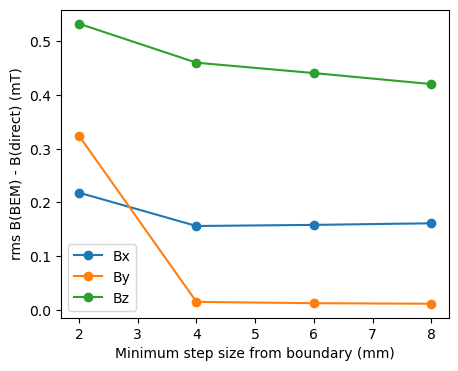 rms B(BEM) - B(direct) (mT)
0.5
0.4
0.3
0.2
0.1
0.0
Bx
By
Bz
2 3 4 5 6 7 8
Minimum step size from boundary (mm)